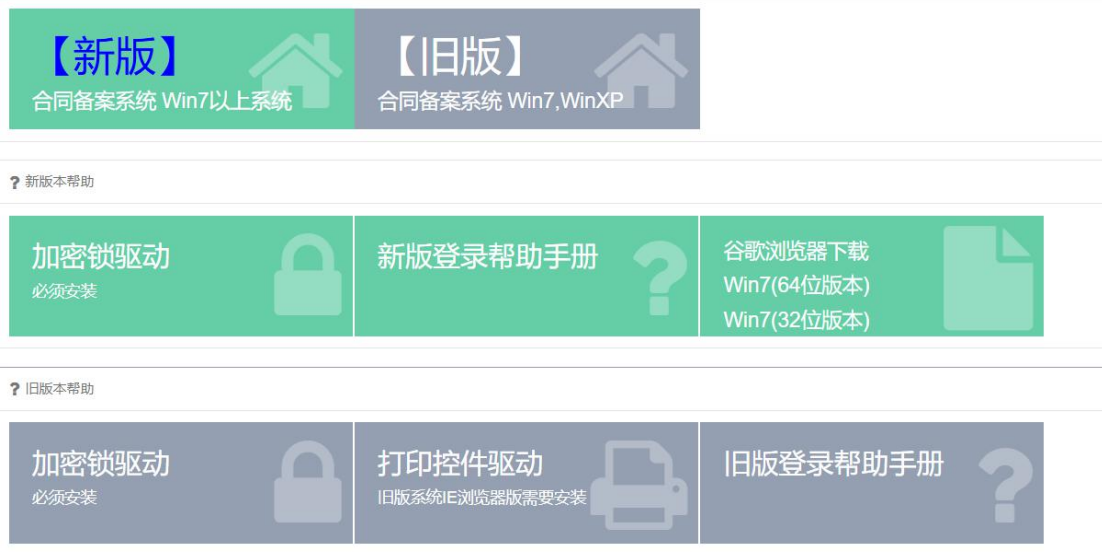 【新版】
合同备案系统 Win7以上系统
【旧版】
合同备案系统 Win7,WinXP
? 新版本帮助
加密锁驱动
必须安装
新版登录帮助手册
谷歌浏览器下载
Win7(64位版本)
Win7(32位版本)
? 旧版本帮助
加密锁驱动
必须安装
打印控件驱动
旧版系统IE浏览器版需要安装
旧版登录帮助手册